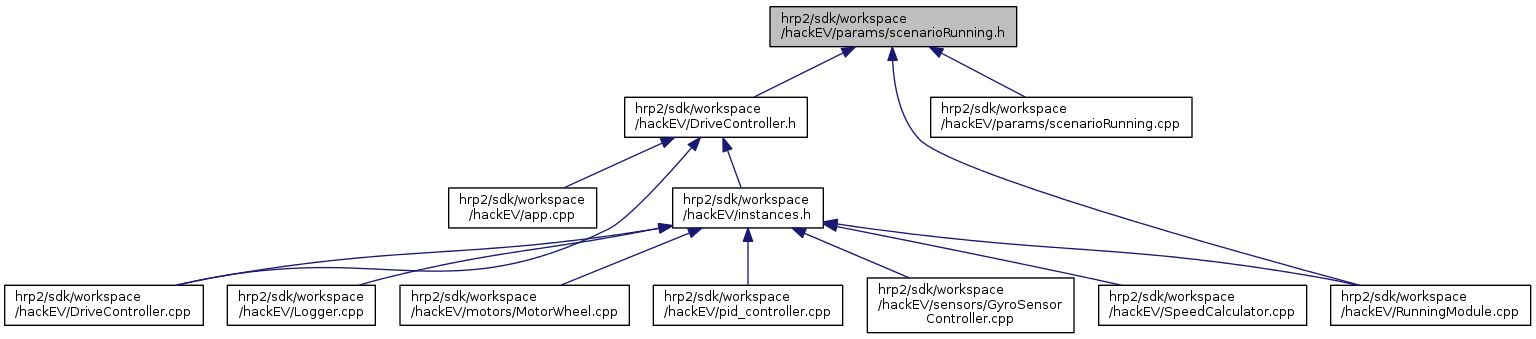 hrp2/sdk/workspace
/hackEV/params/scenarioRunning.h
hrp2/sdk/workspace
/hackEV/DriveController.h
hrp2/sdk/workspace
/hackEV/params/scenarioRunning.cpp
hrp2/sdk/workspace
/hackEV/app.cpp
hrp2/sdk/workspace
/hackEV/instances.h
hrp2/sdk/workspace
/hackEV/DriveController.cpp
hrp2/sdk/workspace
/hackEV/Logger.cpp
hrp2/sdk/workspace
/hackEV/motors/MotorWheel.cpp
hrp2/sdk/workspace
/hackEV/pid_controller.cpp
hrp2/sdk/workspace
/hackEV/sensors/GyroSensor
Controller.cpp
hrp2/sdk/workspace
/hackEV/SpeedCalculator.cpp
hrp2/sdk/workspace
/hackEV/RunningModule.cpp